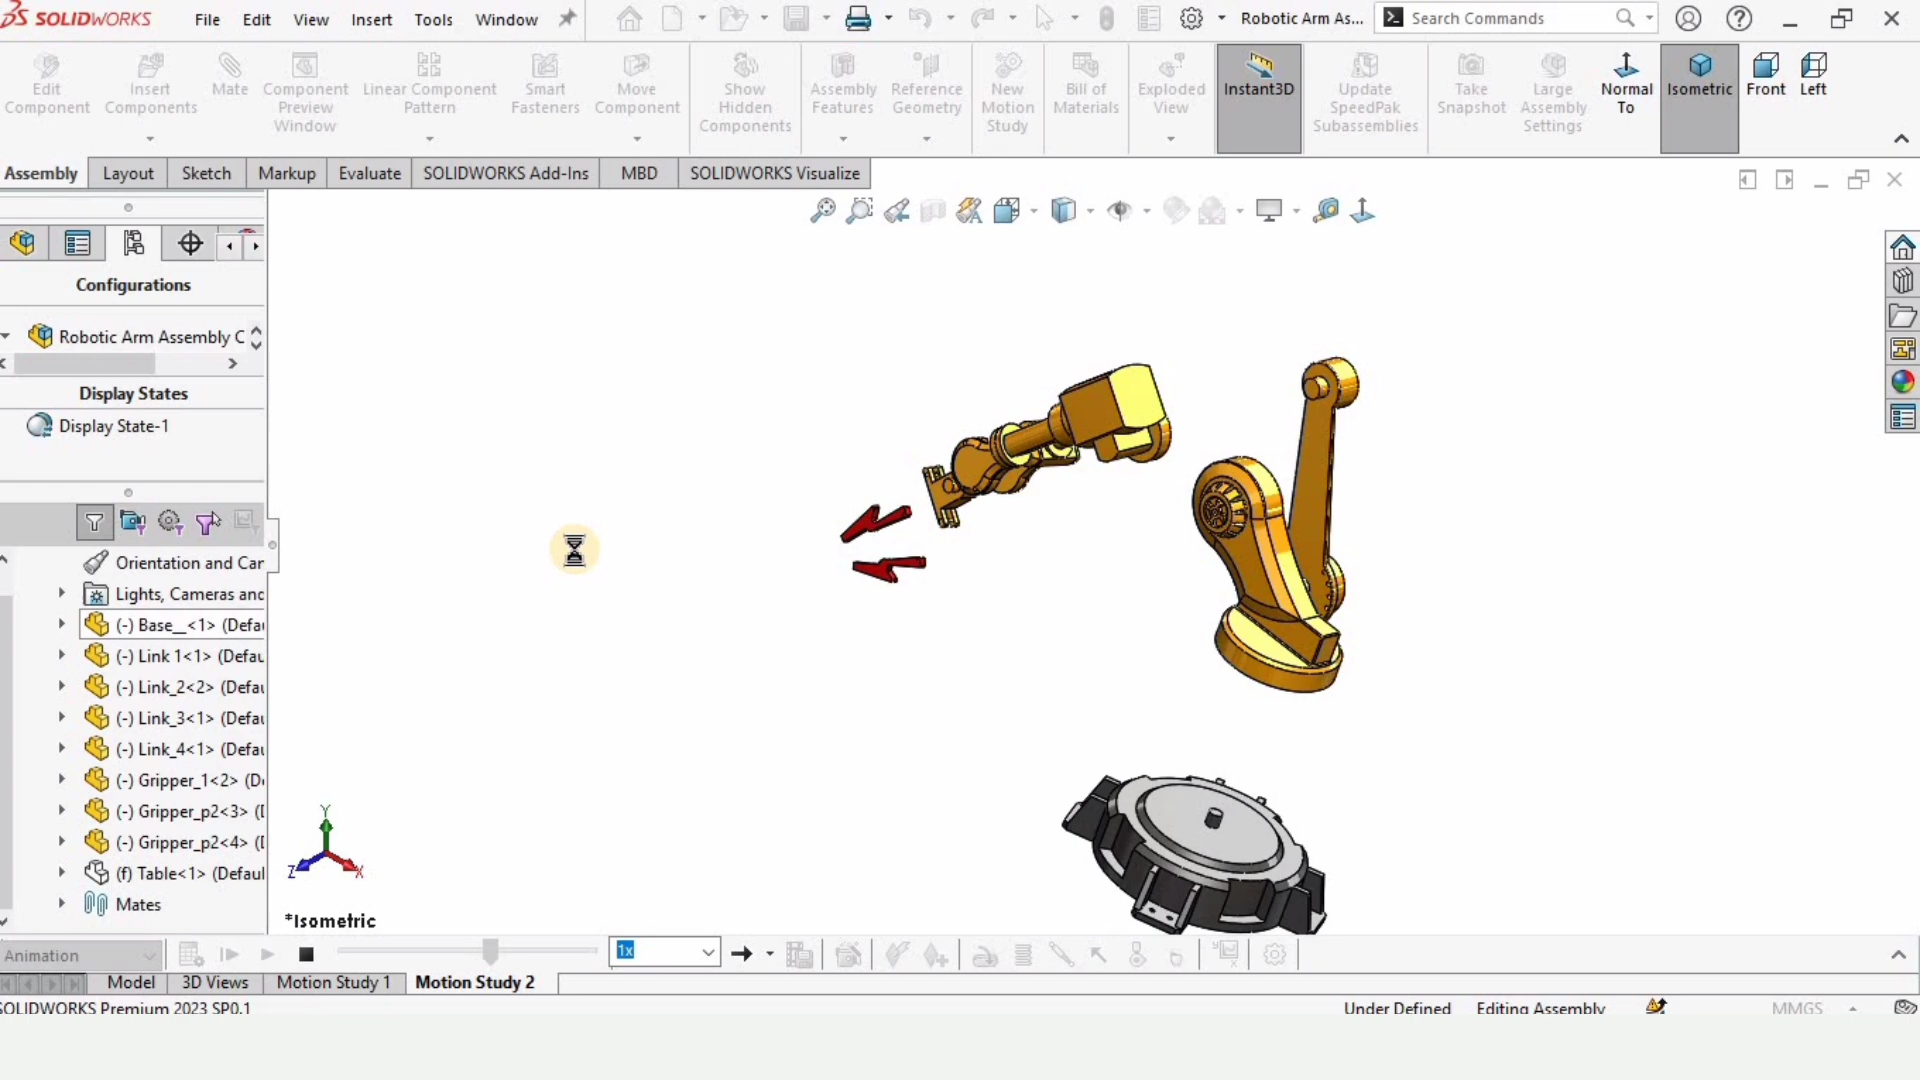 SOLIDWORKS File Edit View Insert Tools Window Robotic Arm As... Search Commands
Edit Component
Insert Components
Mate
Component Preview Window
Linear Component Pattern
Smart Fasteners
Move Component
Show Hidden Components
Assembly Features
Reference Geometry
New Motion Study
Bill of Materials
Exploded View
Instant3D
Update SpeedPak Subassemblies
Take Snapshot
Large Assembly Settings
Normal To
Isometric
Front
Left
Assembly Layout Sketch Markup Evaluate SOLIDWORKS Add-Ins MBD SOLIDWORKS Visualize
Configurations
Robotic Arm Assembly C
Display States
Display State-1
Orientation and Car
Lights, Cameras and
(-) Base__<1> (Defau
(-) Link 1<1> (Defau
(-) Link_2<2> (Defau
(-) Link_3<1> (Defau
(-) Link_4<1> (Defau
(-) Gripper_1<2> (D
(-) Gripper_p2<3> (
(-) Gripper_p2<4> (
(f) Table<1> (Defaul
Mates
Y
Z
X
*Isometric
Animation 1x
Model 3D Views Motion Study 1 Motion Study 2
SOLIDWORKS Premium 2023 SP0.1 Under Defined Editing Assembly MMGS